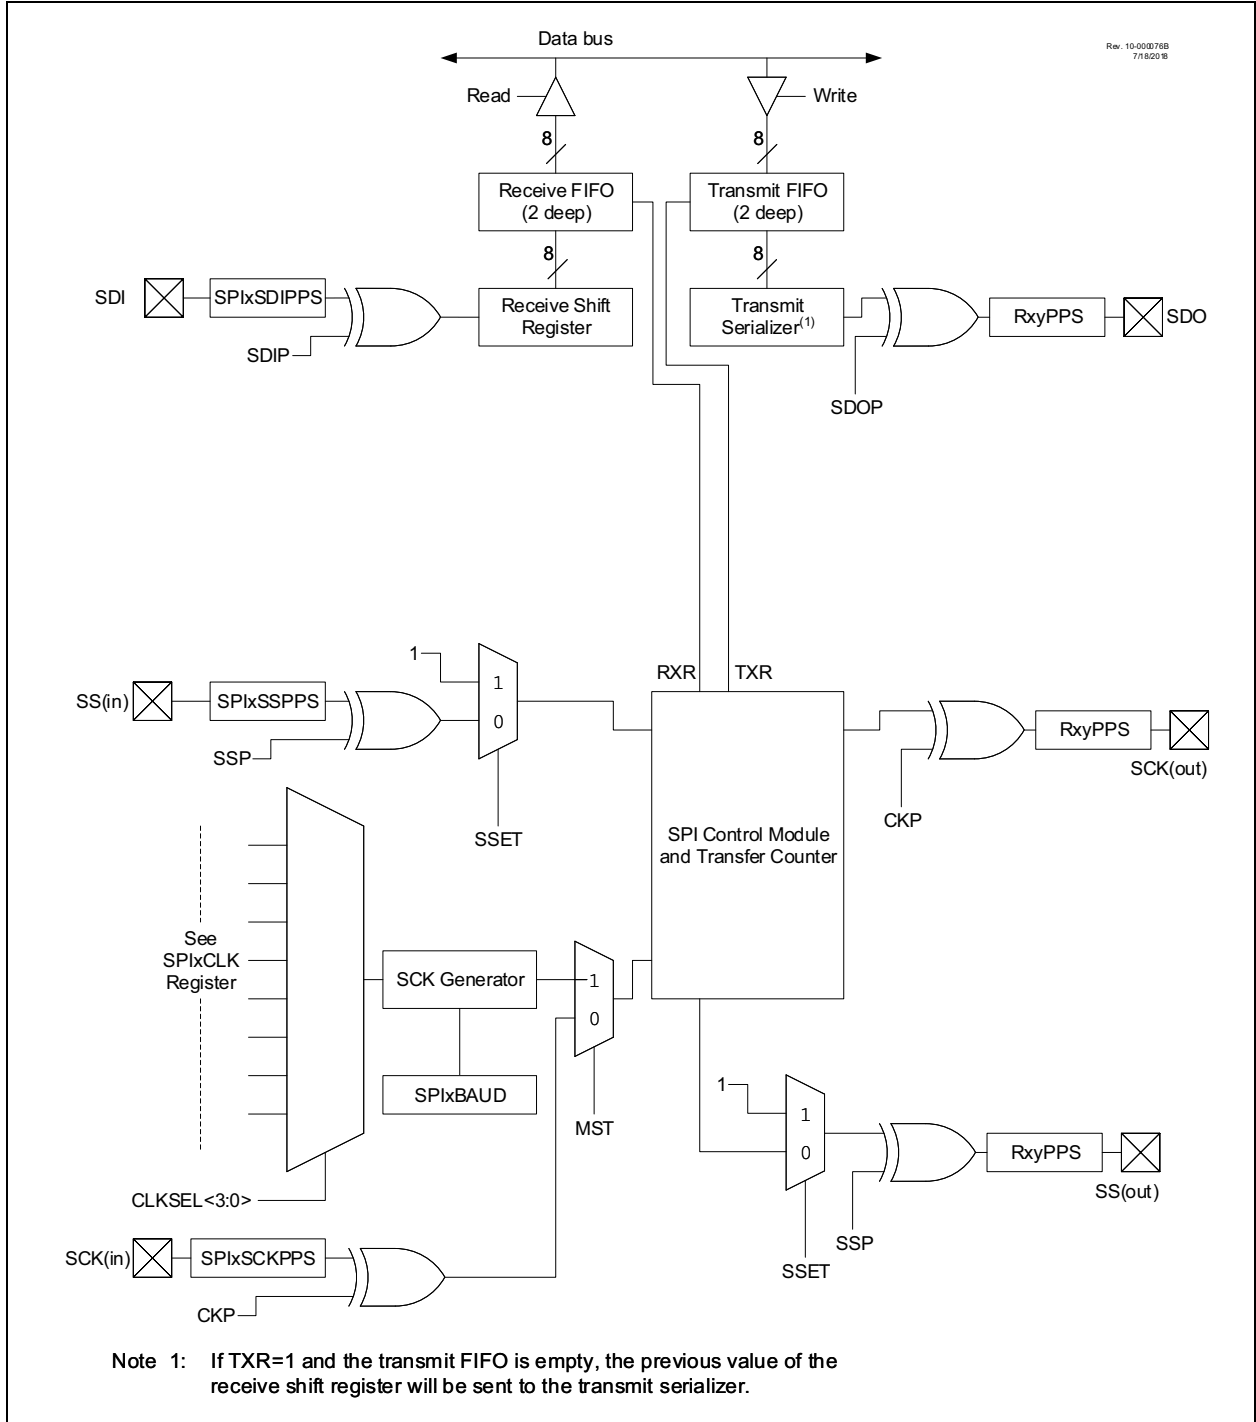 Data bus
Rev. 10-000076B
7/18/2018
Read
Write
8
8
Receive FIFO
(2 deep)
Transmit FIFO
(2 deep)
8
8
SDI
SPIxSDIPPS
SDIP
Receive Shift
Register
Transmit
Serializer(1)
SDOP
RxyPPS
SDO
RXR
TXR
1
SS(in)
SPIxSSPPS
SSP
1
0
SSET
SPI Control Module
and Transfer Counter
CKP
RxyPPS
SCK(out)
See
SPIxCLK
Register
SCK Generator
1
0
SPIxBAUD
MST
CLKSEL<3:0>
1
1
0
SSET
SSP
RxyPPS
SS(out)
SCK(in)
SPIxSCKPPS
CKP
Note 1: If TXR=1 and the transmit FIFO is empty, the previous value of the
receive shift register will be sent to the transmit serializer.